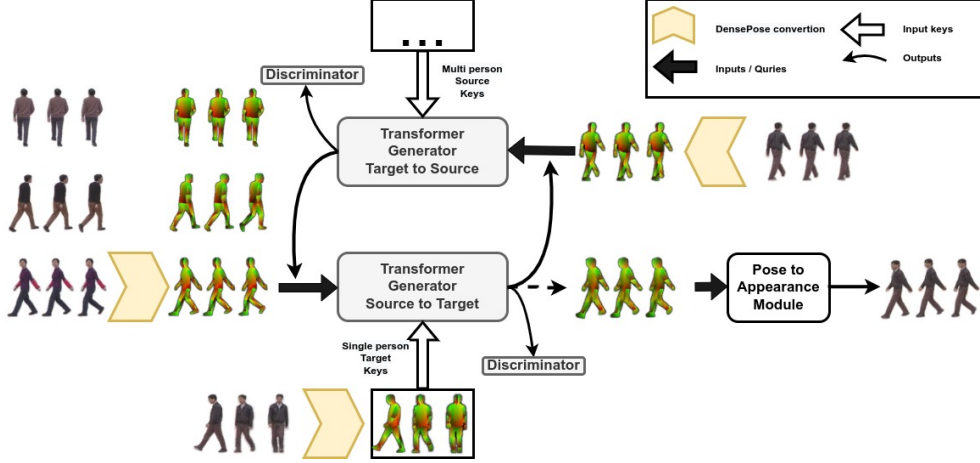 DensePose convertion
Input keys
Inputs / Quries
Outputs
...
Discriminator
Multi person
Source
Keys
Transformer
Generator
Target to Source
Transformer
Generator
Source to Target
Pose to
Appearance
Module
Single person
Target
Keys
Discriminator